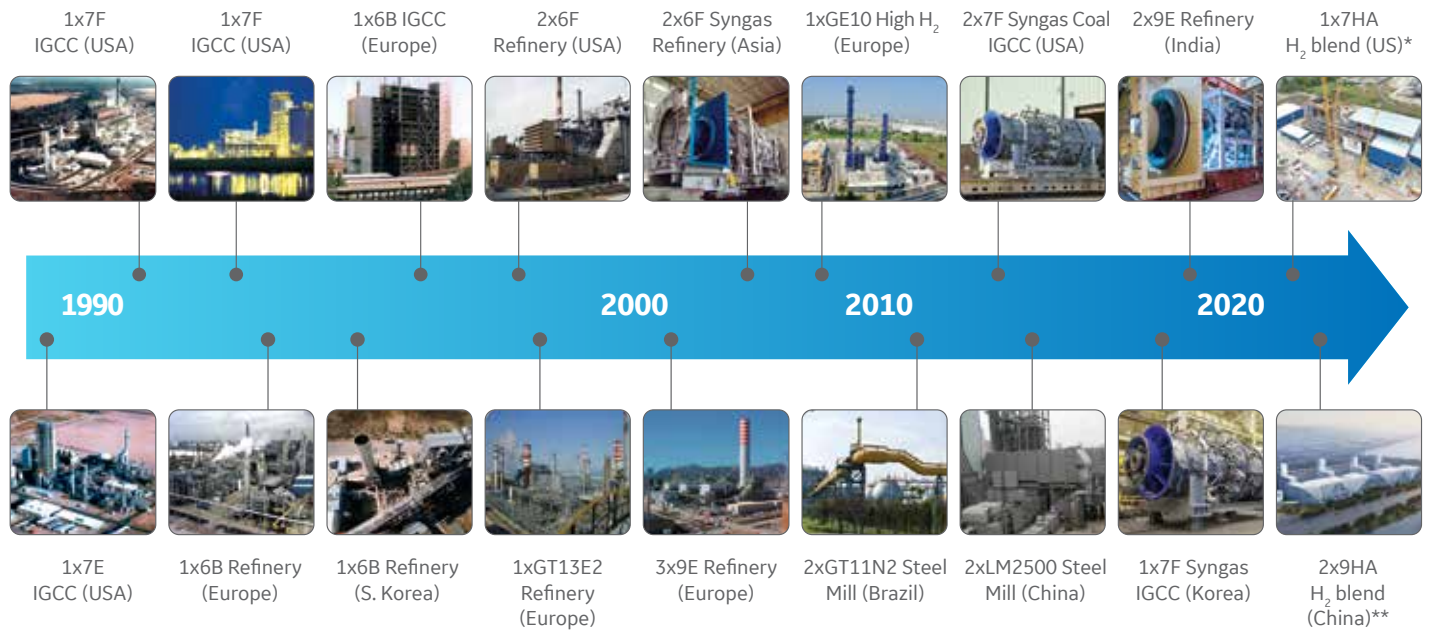 1x7F
IGCC (USA)
1x7F
IGCC (USA)
1x6B IGCC
(Europe)
2x6F
Refinery (USA)
2x6F Syngas
Refinery (Asia)
1xGE10 High H₂
(Europe)
2x7F Syngas Coal
IGCC (USA)
2x9E Refinery
(India)
1x7HA
H₂ blend (US)*
1990
2000
2010
2020
1x7E
IGCC (USA)
1x6B Refinery
(Europe)
1x6B Refinery
(S. Korea)
1xGT13E2
Refinery
(Europe)
3x9E Refinery
(Europe)
2xGT11N2 Steel
Mill (Brazil)
2xLM2500 Steel
Mill (China)
1x7F Syngas
IGCC (Korea)
2x9HA
H₂ blend
(China)**